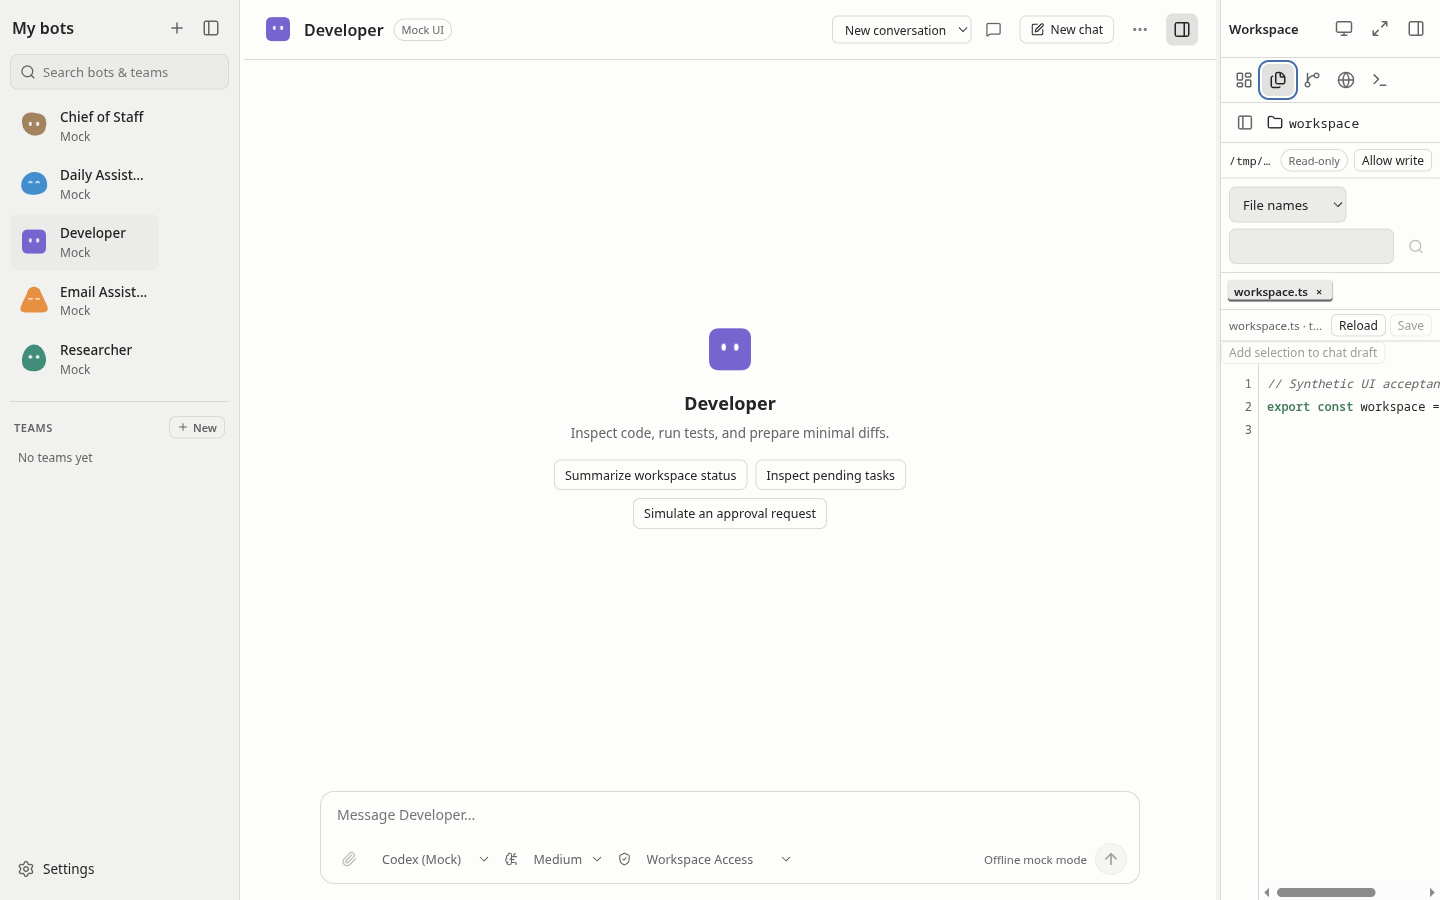 My bots
Search bots & teams
Chief of Staff
Mock
Daily Assist...
Mock
Developer
Mock
Email Assist...
Mock
Researcher
Mock
TEAMS
New
No teams yet
Settings
Developer
Mock UI
New conversation
New chat
Developer
Inspect code, run tests, and prepare minimal diffs.
Summarize workspace status
Inspect pending tasks
Simulate an approval request
Message Developer...
Codex (Mock)
Medium
Workspace Access
Offline mock mode
Workspace
workspace
/tmp/...
Read-only
Allow write
File names
workspace.ts ×
workspace.ts · t...
Reload
Save
Add selection to chat draft
1 // Synthetic UI acceptan
2 export const workspace =
3